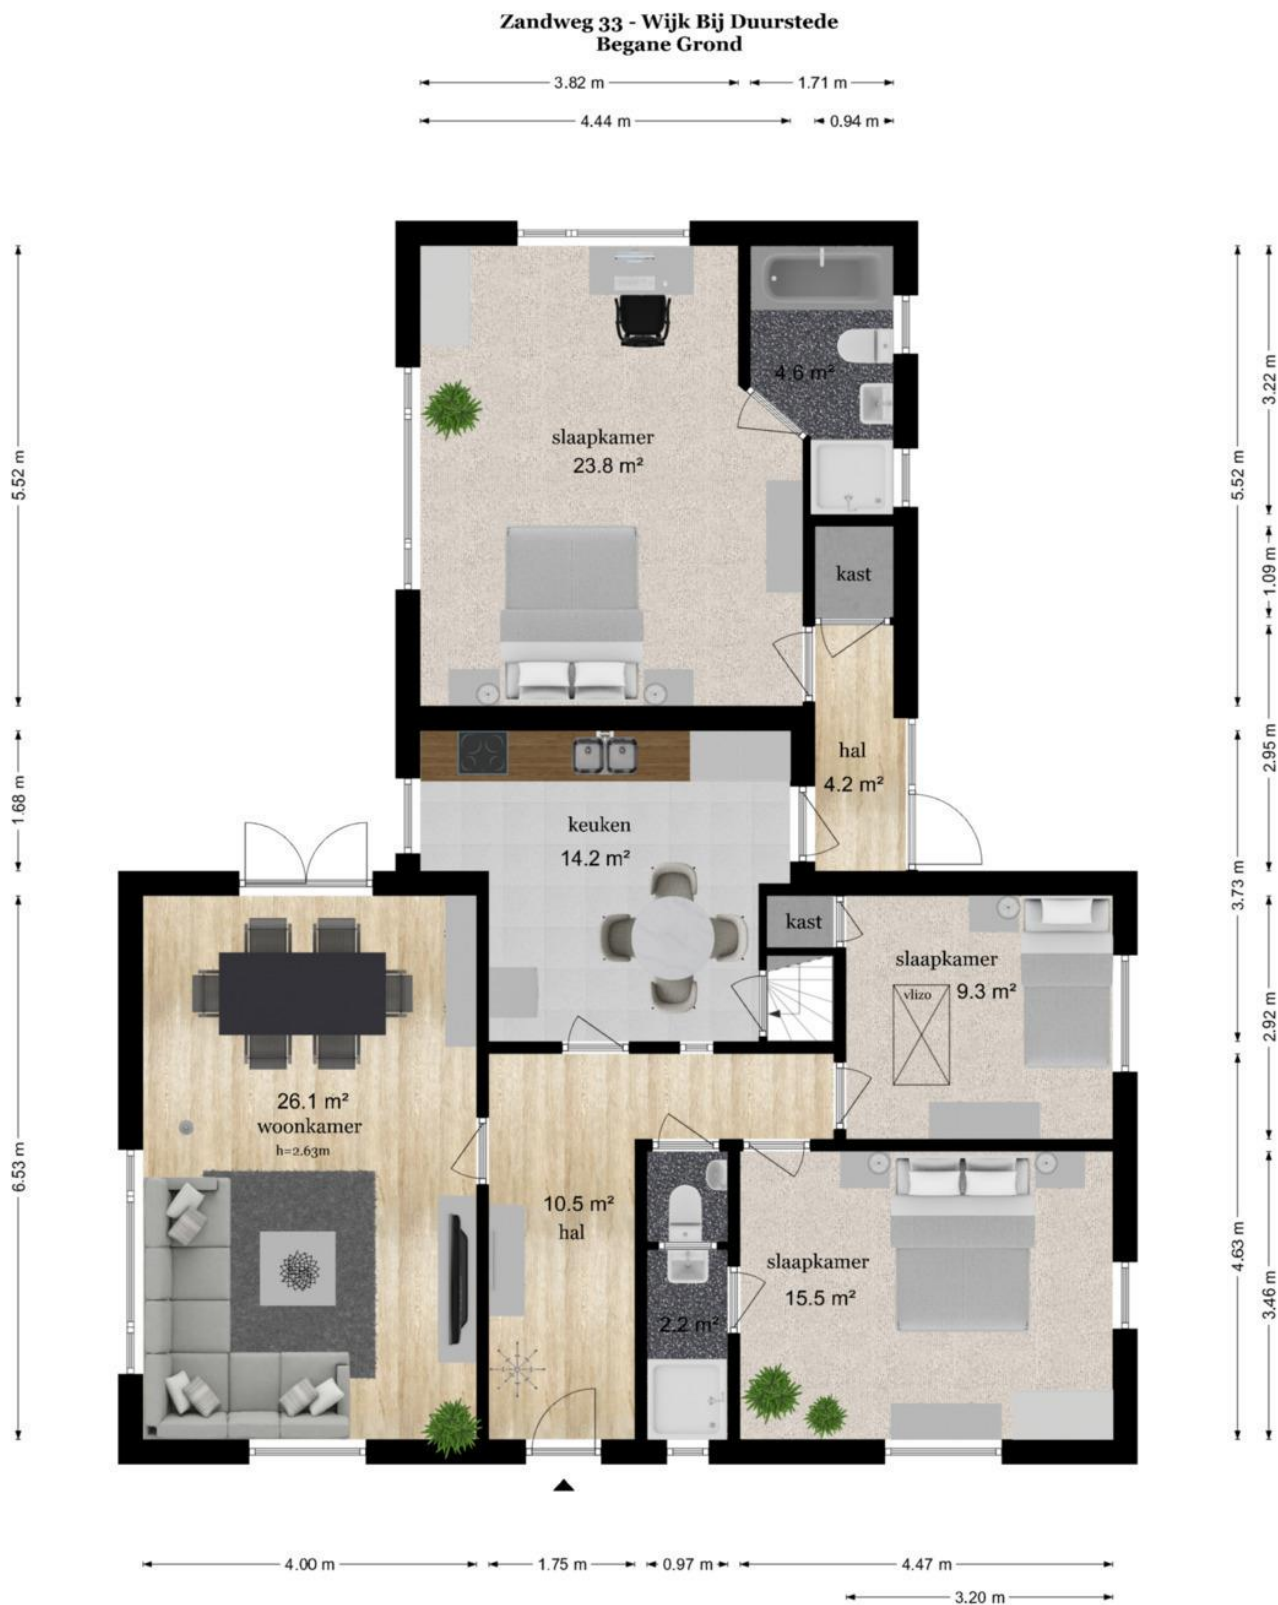 Zandweg 33 - Wijk Bij Duurstede
Begane Grond
3.82 m
1.71 m
4.44 m
0.94 m
5.52 m
1.68 m
6.53 m
5.52 m
3.73 m
4.63 m
3.22 m
1.09 m
2.95 m
2.92 m
3.46 m
4.6 m²
slaapkamer
23.8 m²
kast
hal
4.2 m²
keuken
14.2 m²
kast
slaapkamer
9.3 m²
vlizo
26.1 m²
woonkamer
h=2.63m
10.5 m²
hal
slaapkamer
15.5 m²
2.2 m²
4.00 m
1.75 m
0.97 m
4.47 m
3.20 m